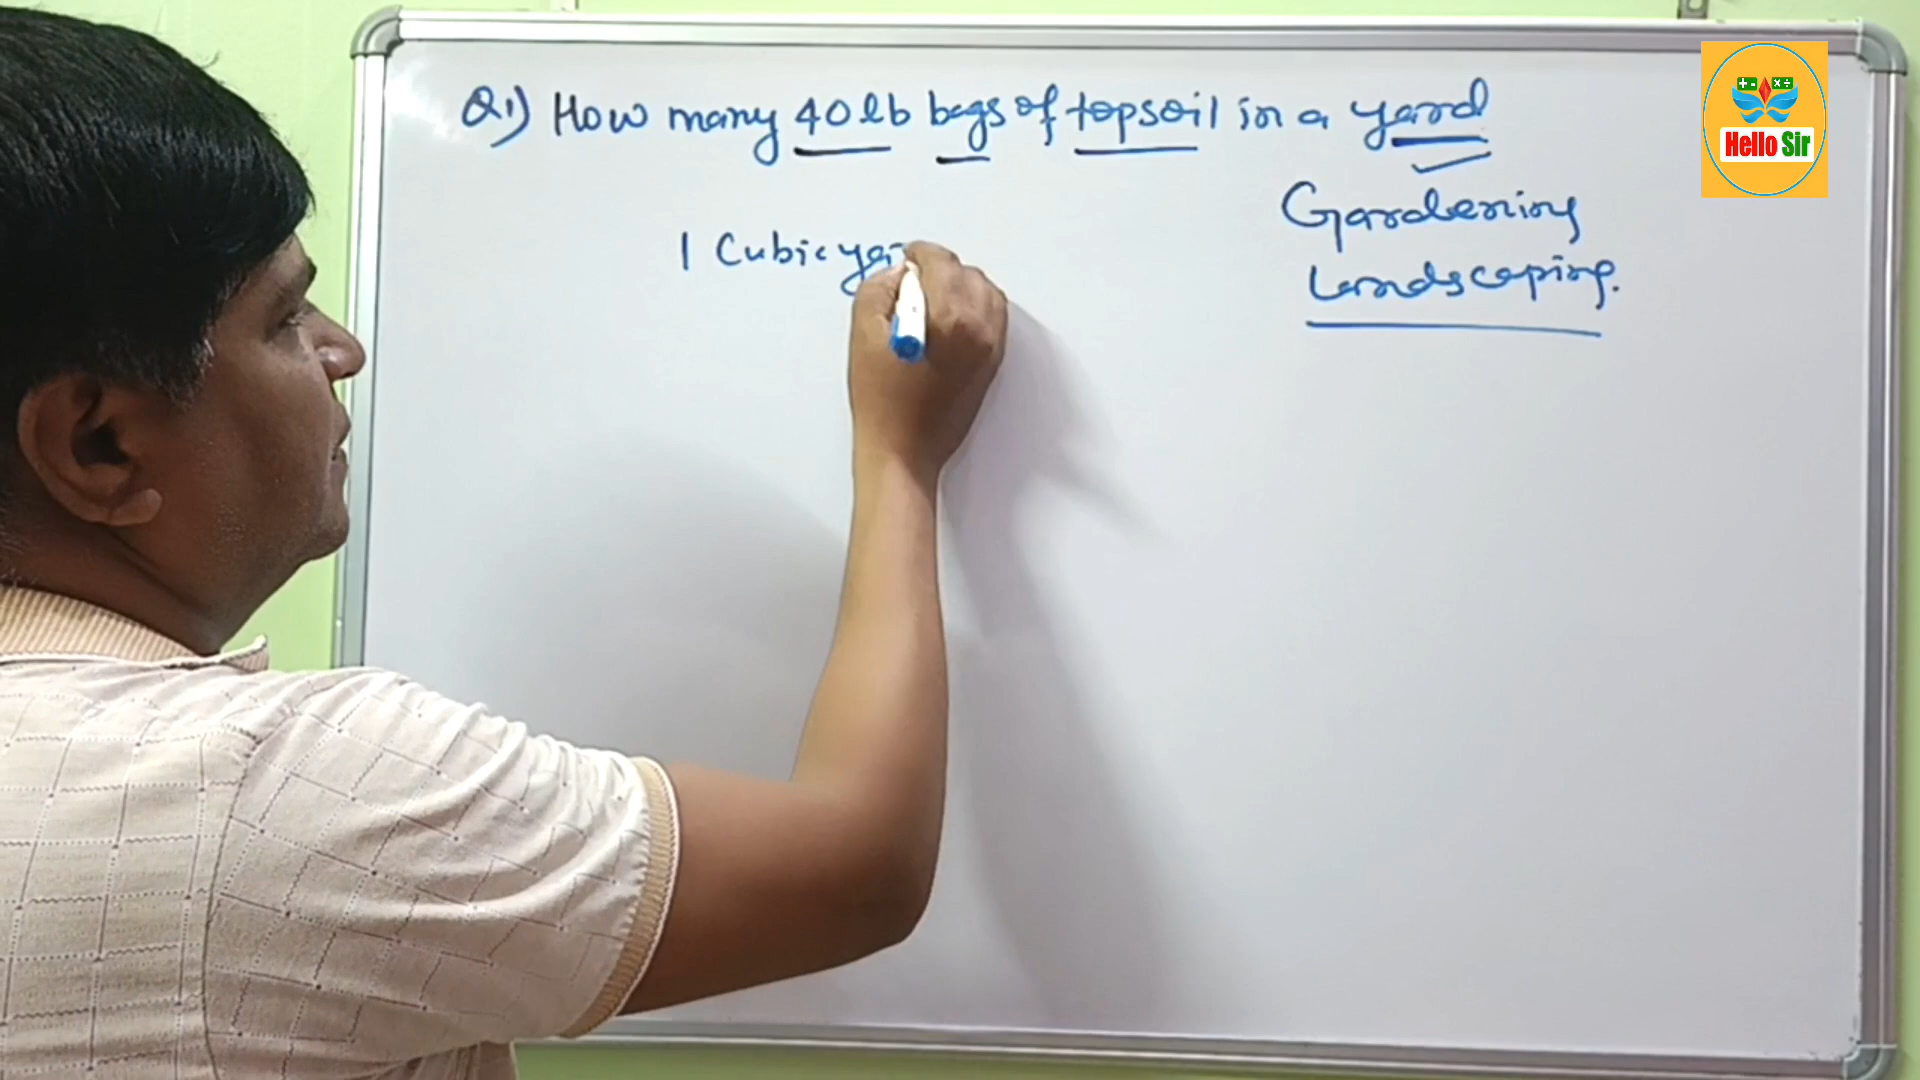 Q1) How many 40 lb bags of topsoil in a yard
Gardening
Landscaping.
1 Cubic ya
+ - × ÷
Hello Sir